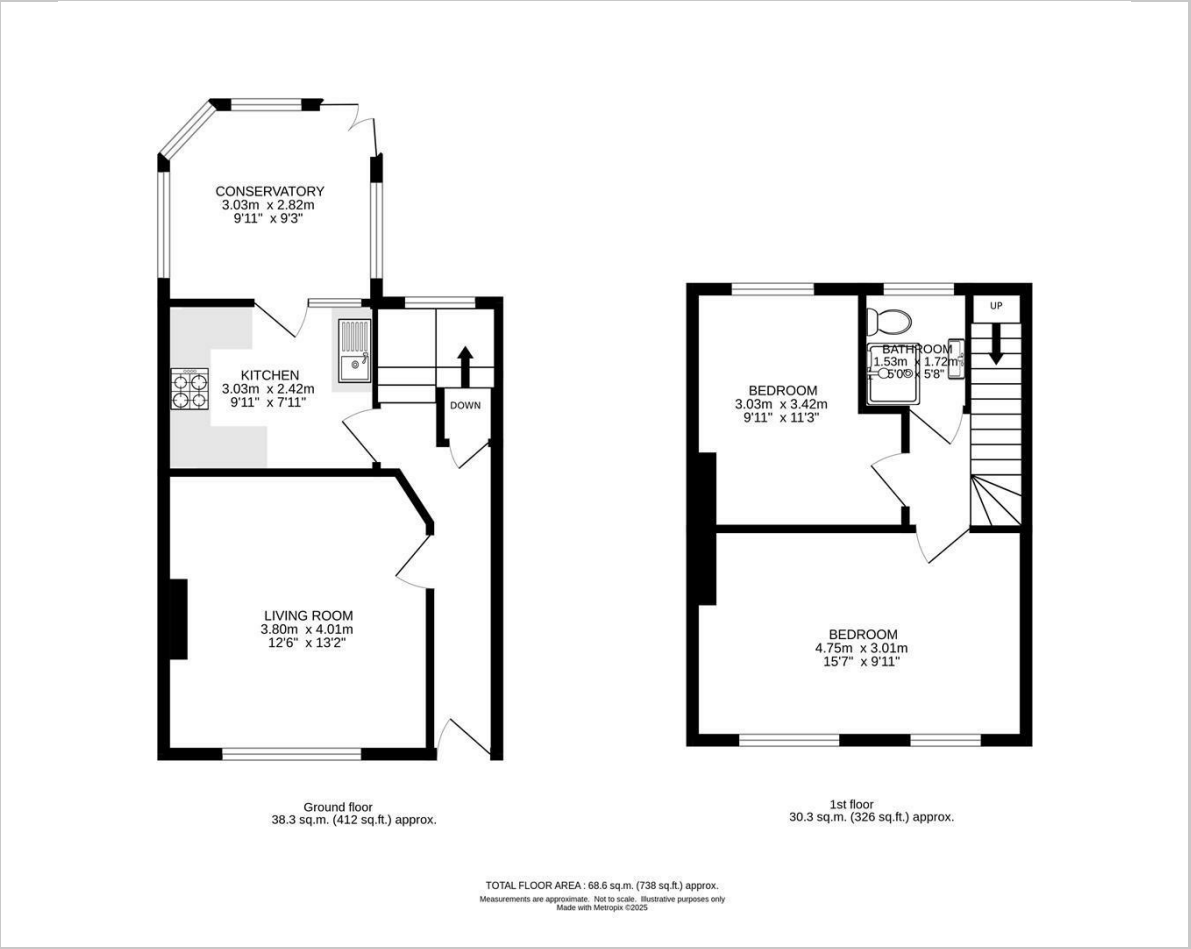 CONSERVATORY
3.03m x 2.82m
9'11" x 9'3"
KITCHEN
3.03m x 2.42m
9'11" x 7'11"
DOWN
LIVING ROOM
3.80m x 4.01m
12'6" x 13'2"
Ground floor
38.3 sq.m. (412 sq.ft.) approx.
UP
BATHROOM
1.53m x 1.72m
5'0" x 5'8"
BEDROOM
3.03m x 3.42m
9'11" x 11'3"
BEDROOM
4.75m x 3.01m
15'7" x 9'11"
1st floor
30.3 sq.m. (326 sq.ft.) approx.
TOTAL FLOOR AREA : 68.6 sq.m. (738 sq.ft.) approx.
Measurements are approximate. Not to scale. Illustrative purposes only
Made with Metropix ©2025